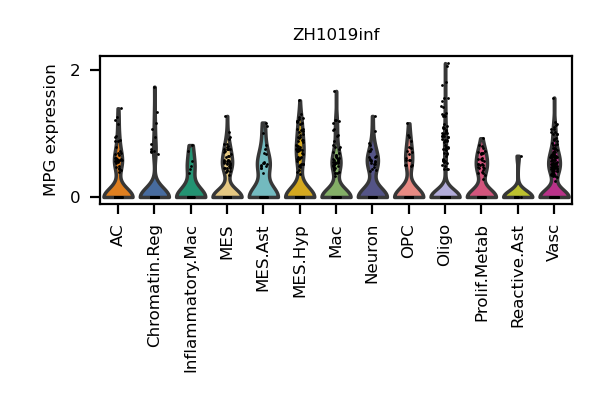 ZH1019inf
MPG expression
2
0
AC
Chromatin.Reg
Inflammatory.Mac
MES
MES.Ast
MES.Hyp
Mac
Neuron
OPC
Oligo
Prolif.Metab
Reactive.Ast
Vasc